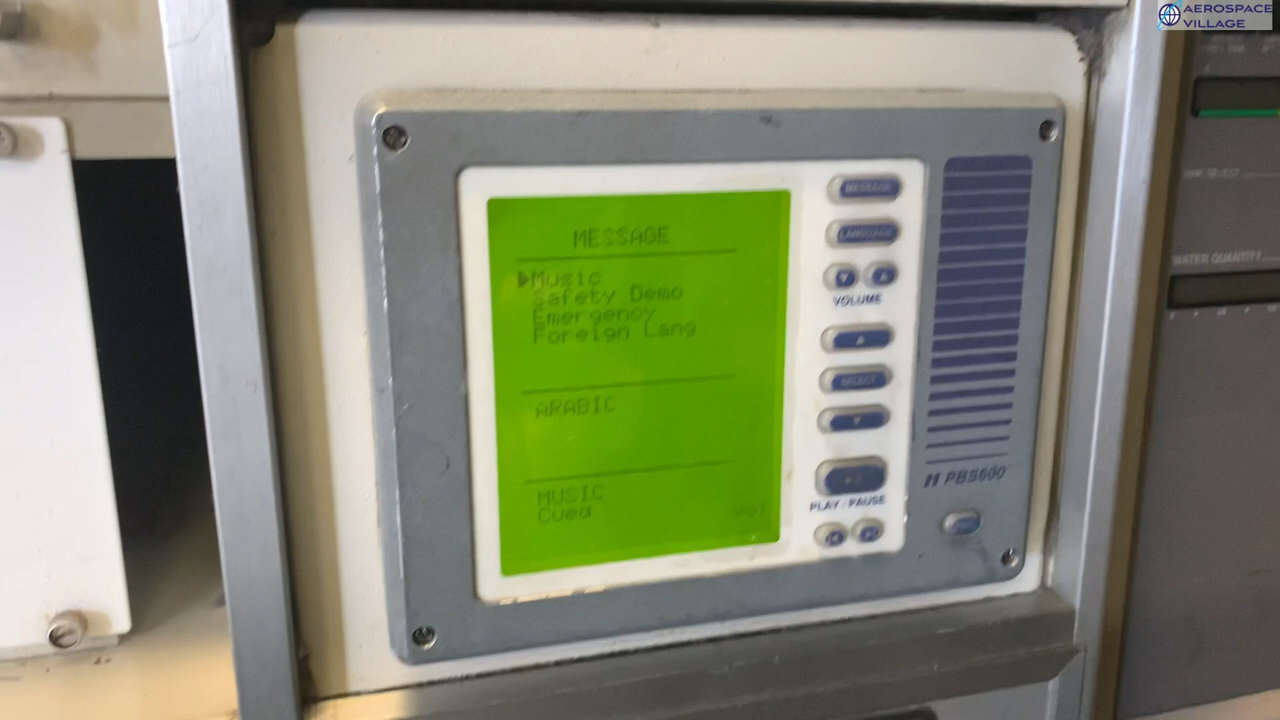 AEROSPACE
VILLAGE
MESSAGE
Music
Safety Demo
Emergency
Foreign Lang
ARABIC
MUSIC
Cued
Vol
MESSAGE
LANGUAGE
VOLUME
SELECT
PLAY / PAUSE
PBS600
WATER QUANTITY